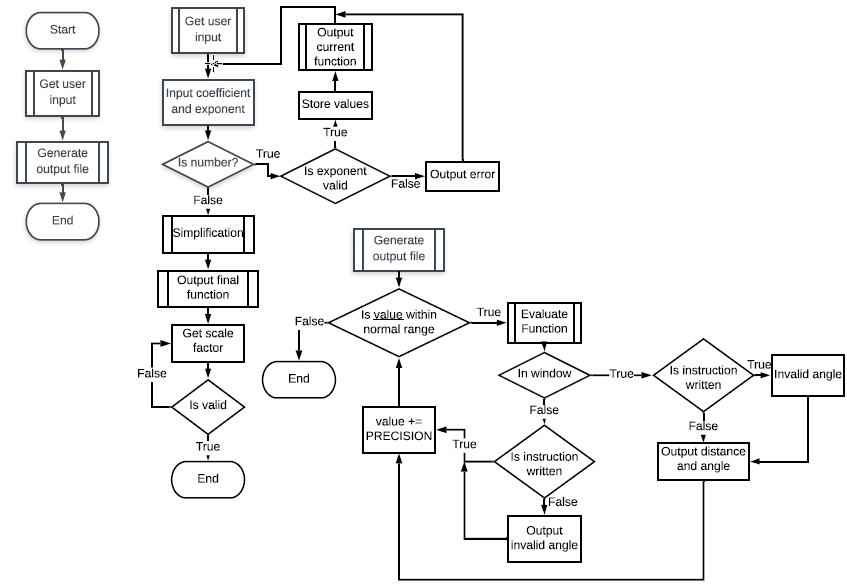 Start
Get user
input
Generate
output file
End
Get user
input
Input coefficient
and exponent
Is number?
True
False
Is exponent
valid
True
False
Store values
Output
current
function
Output error
Simplification
Output final
function
Get scale
factor
False
Is valid
True
End
Generate
output file
Is value within
normal range
True
False
End
Evaluate
Function
In window
True
False
Is instruction
written
True
Invalid angle
False
Output distance
and angle
value +=
PRECISION
True
Is instruction
written
False
Output
invalid angle